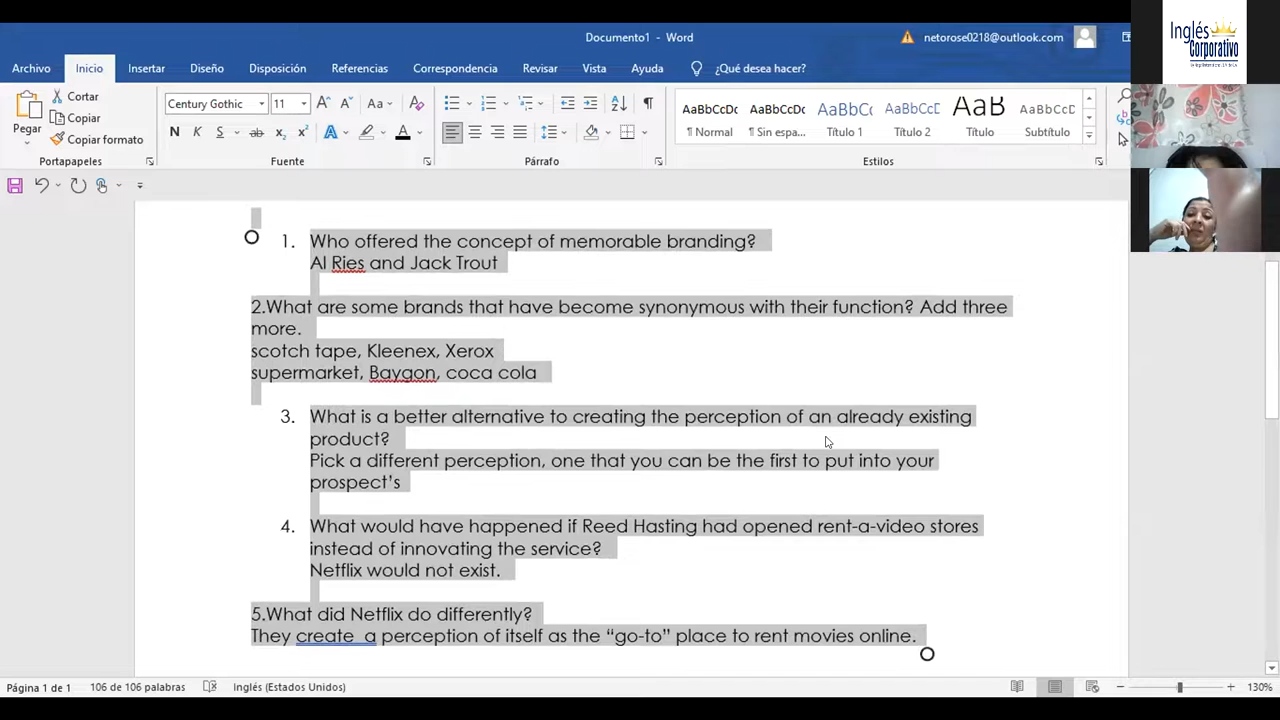 Documento1 - Word
netorose0218@outlook.com
Inglés
Corporativo
Archivo Inicio Insertar Diseño Disposición Referencias Correspondencia Revisar Vista Ayuda ¿Qué desea hacer?
Pegar
Cortar
Copiar
Copiar formato
Century Gothic 11
Aa
N K S ab x₂ x² A A
AaBbCcDc AaBbCcDc AaBbCcC AaBbCcC AaB AaBbCcC
¶ Normal ¶ Sin espa... Título 1 Título 2 Título Subtítulo
Portapapeles Fuente Párrafo Estilos
1. Who offered the concept of memorable branding?
Al Ries and Jack Trout
2.What are some brands that have become synonymous with their function? Add three
more.
scotch tape, Kleenex, Xerox
supermarket, Baygon, coca cola
3. What is a better alternative to creating the perception of an already existing
product?
Pick a different perception, one that you can be the first to put into your
prospect's
4. What would have happened if Reed Hasting had opened rent-a-video stores
instead of innovating the service?
Netflix would not exist.
5.What did Netflix do differently?
They create a perception of itself as the “go-to” place to rent movies online.
Página 1 de 1 106 de 106 palabras Inglés (Estados Unidos) 130%